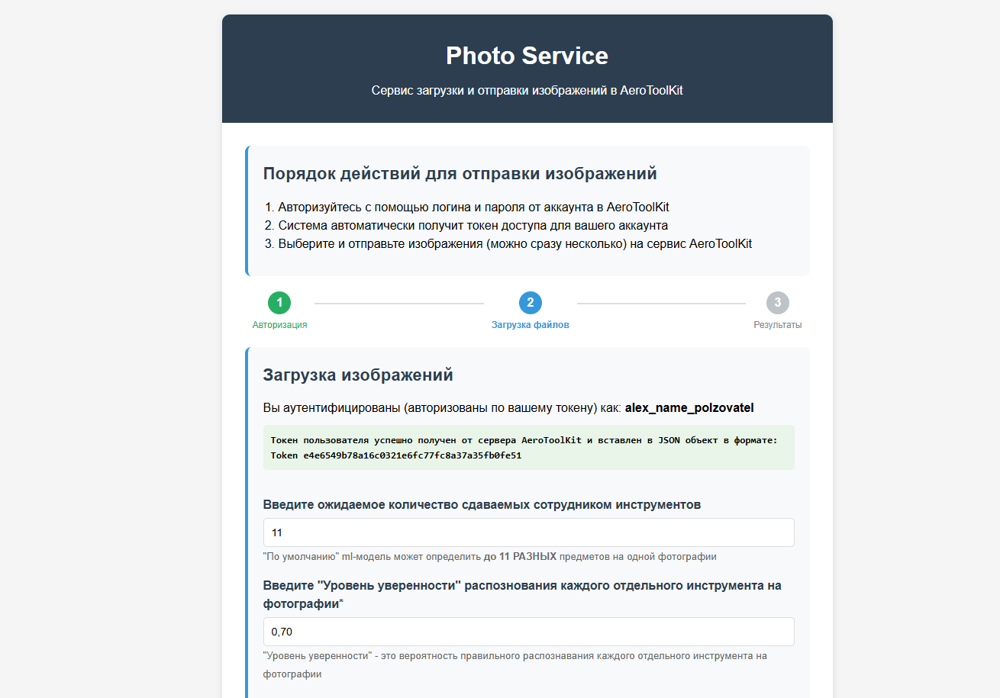 Photo Service
Сервис загрузки и отправки изображений в AeroToolKit
Порядок действий для отправки изображений
1. Авторизуйтесь с помощью логина и пароля от аккаунта в AeroToolKit
2. Система автоматически получит токен доступа для вашего аккаунта
3. Выберите и отправьте изображения (можно сразу несколько) на сервис AeroToolKit
1
2
3
Авторизация
Загрузка файлов
Результаты
Загрузка изображений
Вы аутентифицированы (авторизованы по вашему токену) как: alex_name_polzovatel
Токен пользователя успешно получен от сервера AeroToolKit и вставлен в JSON объект в формате:
Token e4e6549b78a16c0321e6fc77fc8a37a35fb0fe51
Введите ожидаемое количество сдаваемых сотрудником инструментов
11
"По умолчанию" ml-модель может определить до 11 РАЗНЫХ предметов на одной фотографии
Введите "Уровень уверенности" распознования каждого отдельного инструмента на
фотографии*
0,70
"Уровень уверенности" - это вероятность правильного распознавания каждого отдельного инструмента на
фотографии